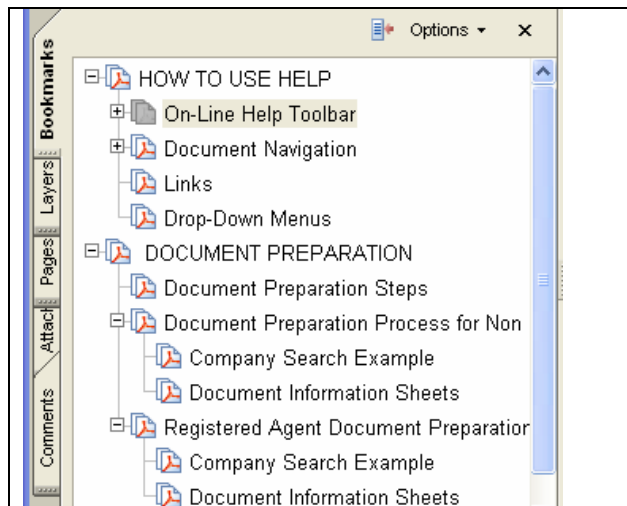 Options
HOW TO USE HELP
On-Line Help Toolbar
Document Navigation
Links
Drop-Down Menus
DOCUMENT PREPARATION
Document Preparation Steps
Document Preparation Process for Non
Company Search Example
Document Information Sheets
Registered Agent Document Preparation
Company Search Example
Document Information Sheets
Bookmarks
Layers
Pages
Attach
Comments